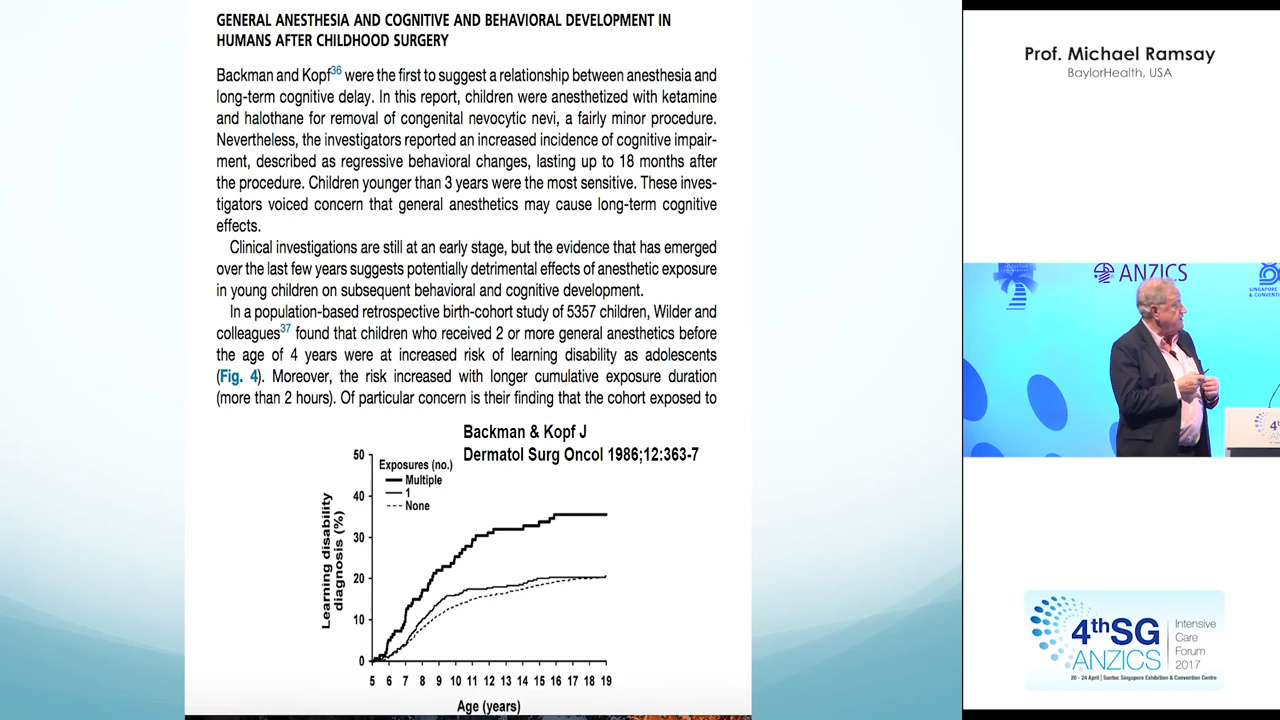 GENERAL ANESTHESIA AND COGNITIVE AND BEHAVIORAL DEVELOPMENT IN
HUMANS AFTER CHILDHOOD SURGERY
Backman and Kopf36 were the first to suggest a relationship between anesthesia and
long-term cognitive delay. In this report, children were anesthetized with ketamine
and halothane for removal of congenital nevocytic nevi, a fairly minor procedure.
Nevertheless, the investigators reported an increased incidence of cognitive impair-
ment, described as regressive behavioral changes, lasting up to 18 months after
the procedure. Children younger than 3 years were the most sensitive. These inves-
tigators voiced concern that general anesthetics may cause long-term cognitive
effects.
Clinical investigations are still at an early stage, but the evidence that has emerged
over the last few years suggests potentially detrimental effects of anesthetic exposure
in young children on subsequent behavioral and cognitive development.
In a population-based retrospective birth-cohort study of 5357 children, Wilder and
colleagues37 found that children who received 2 or more general anesthetics before
the age of 4 years were at increased risk of learning disability as adolescents
(Fig. 4). Moreover, the risk increased with longer cumulative exposure duration
(more than 2 hours). Of particular concern is their finding that the cohort exposed to
Backman & Kopf J
Dermatol Surg Oncol 1986;12:363-7
Exposures (no.)
Multiple
1
None
Learning disability
diagnosis (%)
50
40
30
20
10
0
5 6 7 8 9 10 11 12 13 14 15 16 17 18 19
Age (years)
Prof. Michael Ramsay
BaylorHealth, USA
ANZICS
SINGAPORE
& CONVENTI
4th S
ANZ
4thSG
ANZICS
Intensive
Care
Forum
2017
20 - 24 April | Suntec Singapore Exhibition & Convention Centre